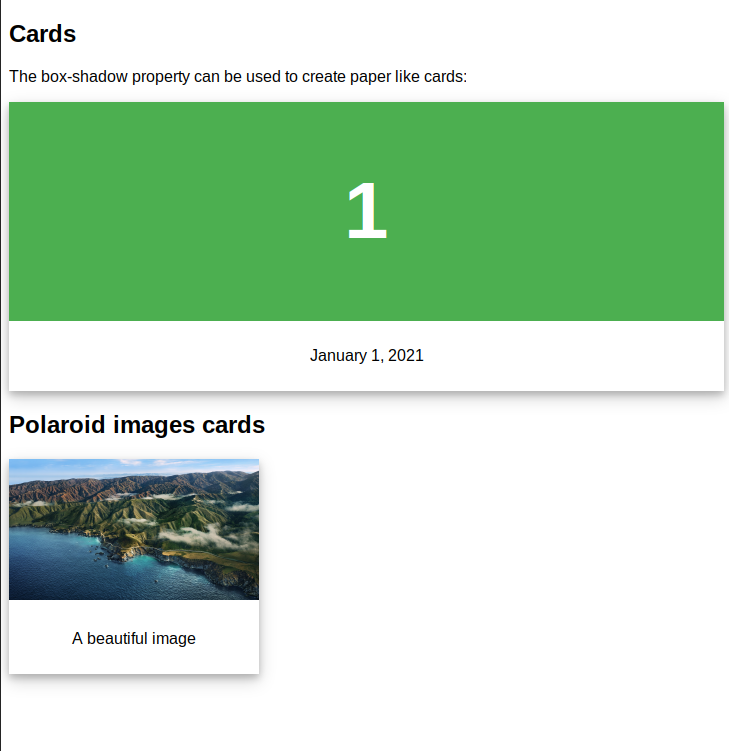 Cards
The box-shadow property can be used to create paper like cards:
1
January 1, 2021
Polaroid images cards
A beautiful image